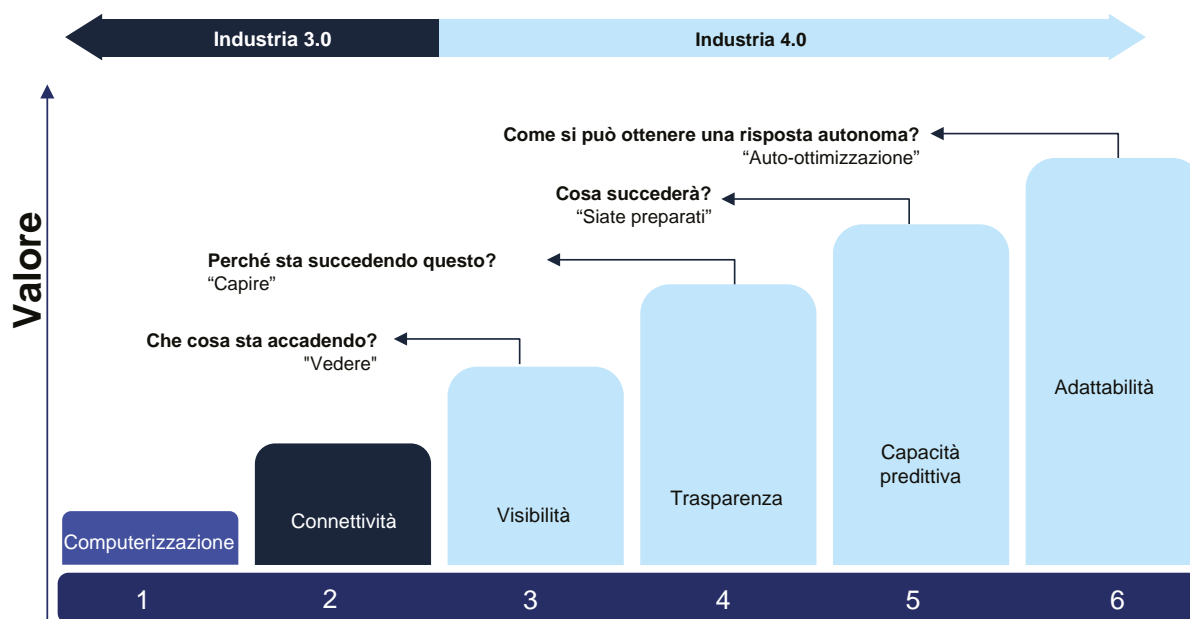 Industria 3.0
Industria 4.0
Valore
Come si può ottenere una risposta autonoma?
“Auto-ottimizzazione”
Cosa succederà?
“Siate preparati”
Perché sta succedendo questo?
“Capire”
Che cosa sta accadendo?
"Vedere"
Computerizzazione
Connettività
Visibilità
Trasparenza
Capacità
predittiva
Adattabilità
1
2
3
4
5
6